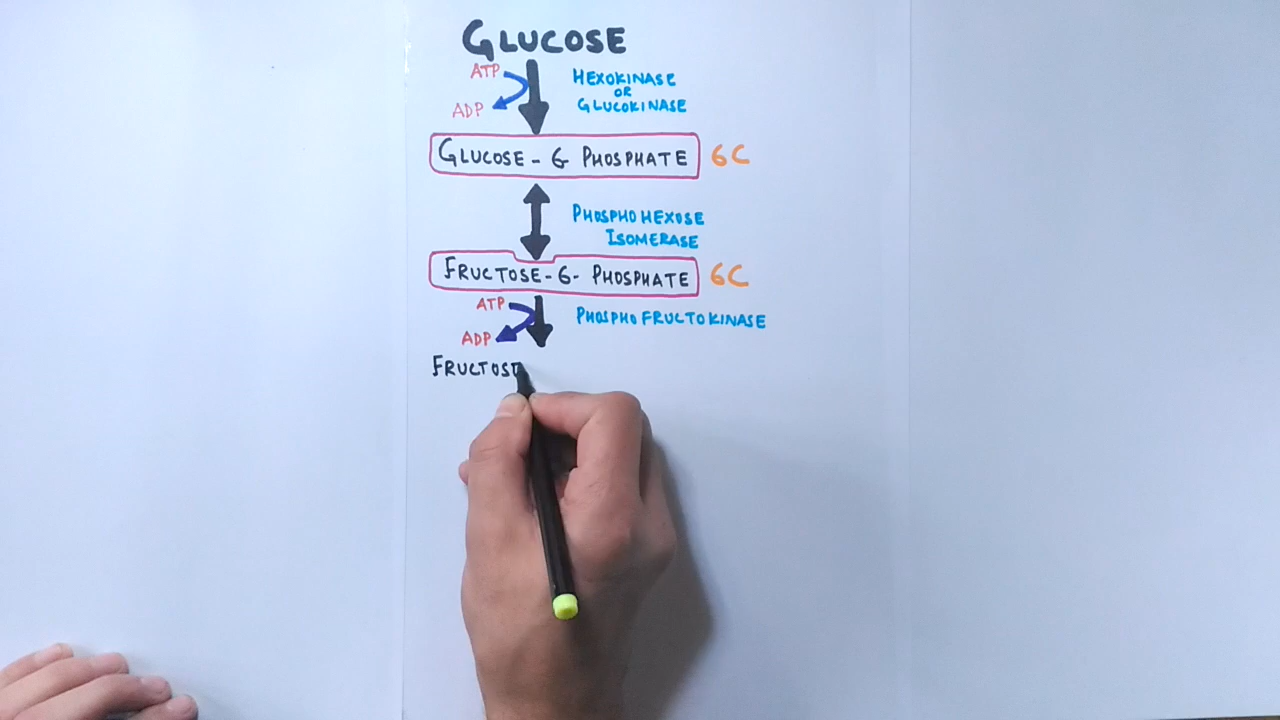 GLUCOSE
ATP
HEXOKINASE
OR
GLUCOKINASE
ADP
GLUCOSE - 6 PHOSPHATE 6C
PHOSPHOHEXOSE
ISOMERASE
FRUCTOSE-6- PHOSPHATE 6C
ATP
PHOSPHOFRUCTOKINASE
ADP
FRUCTOS